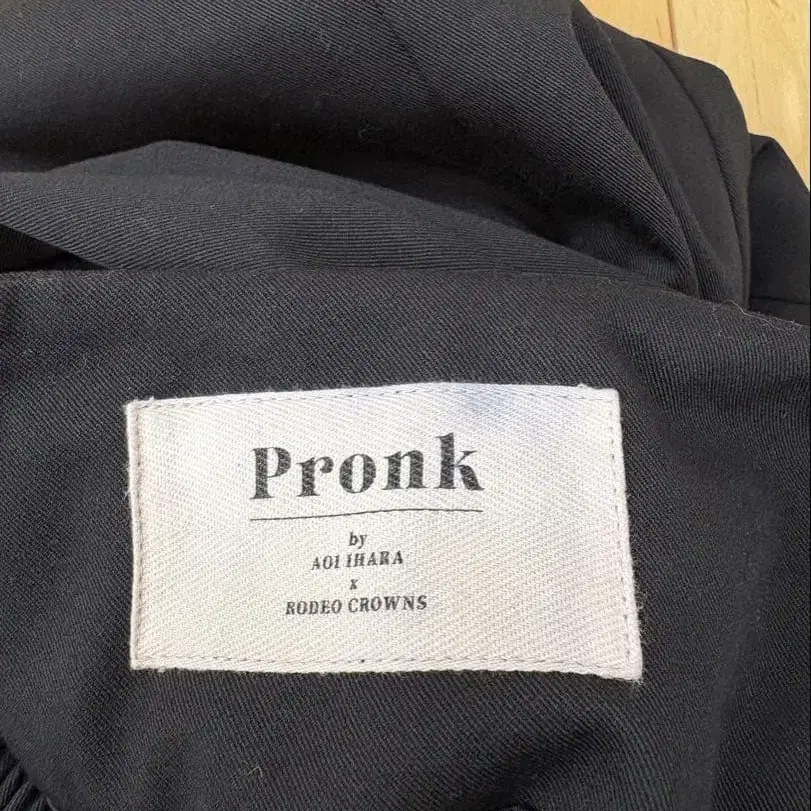 Pronk
by
AOI IHARA
x
RODEO CROWNS